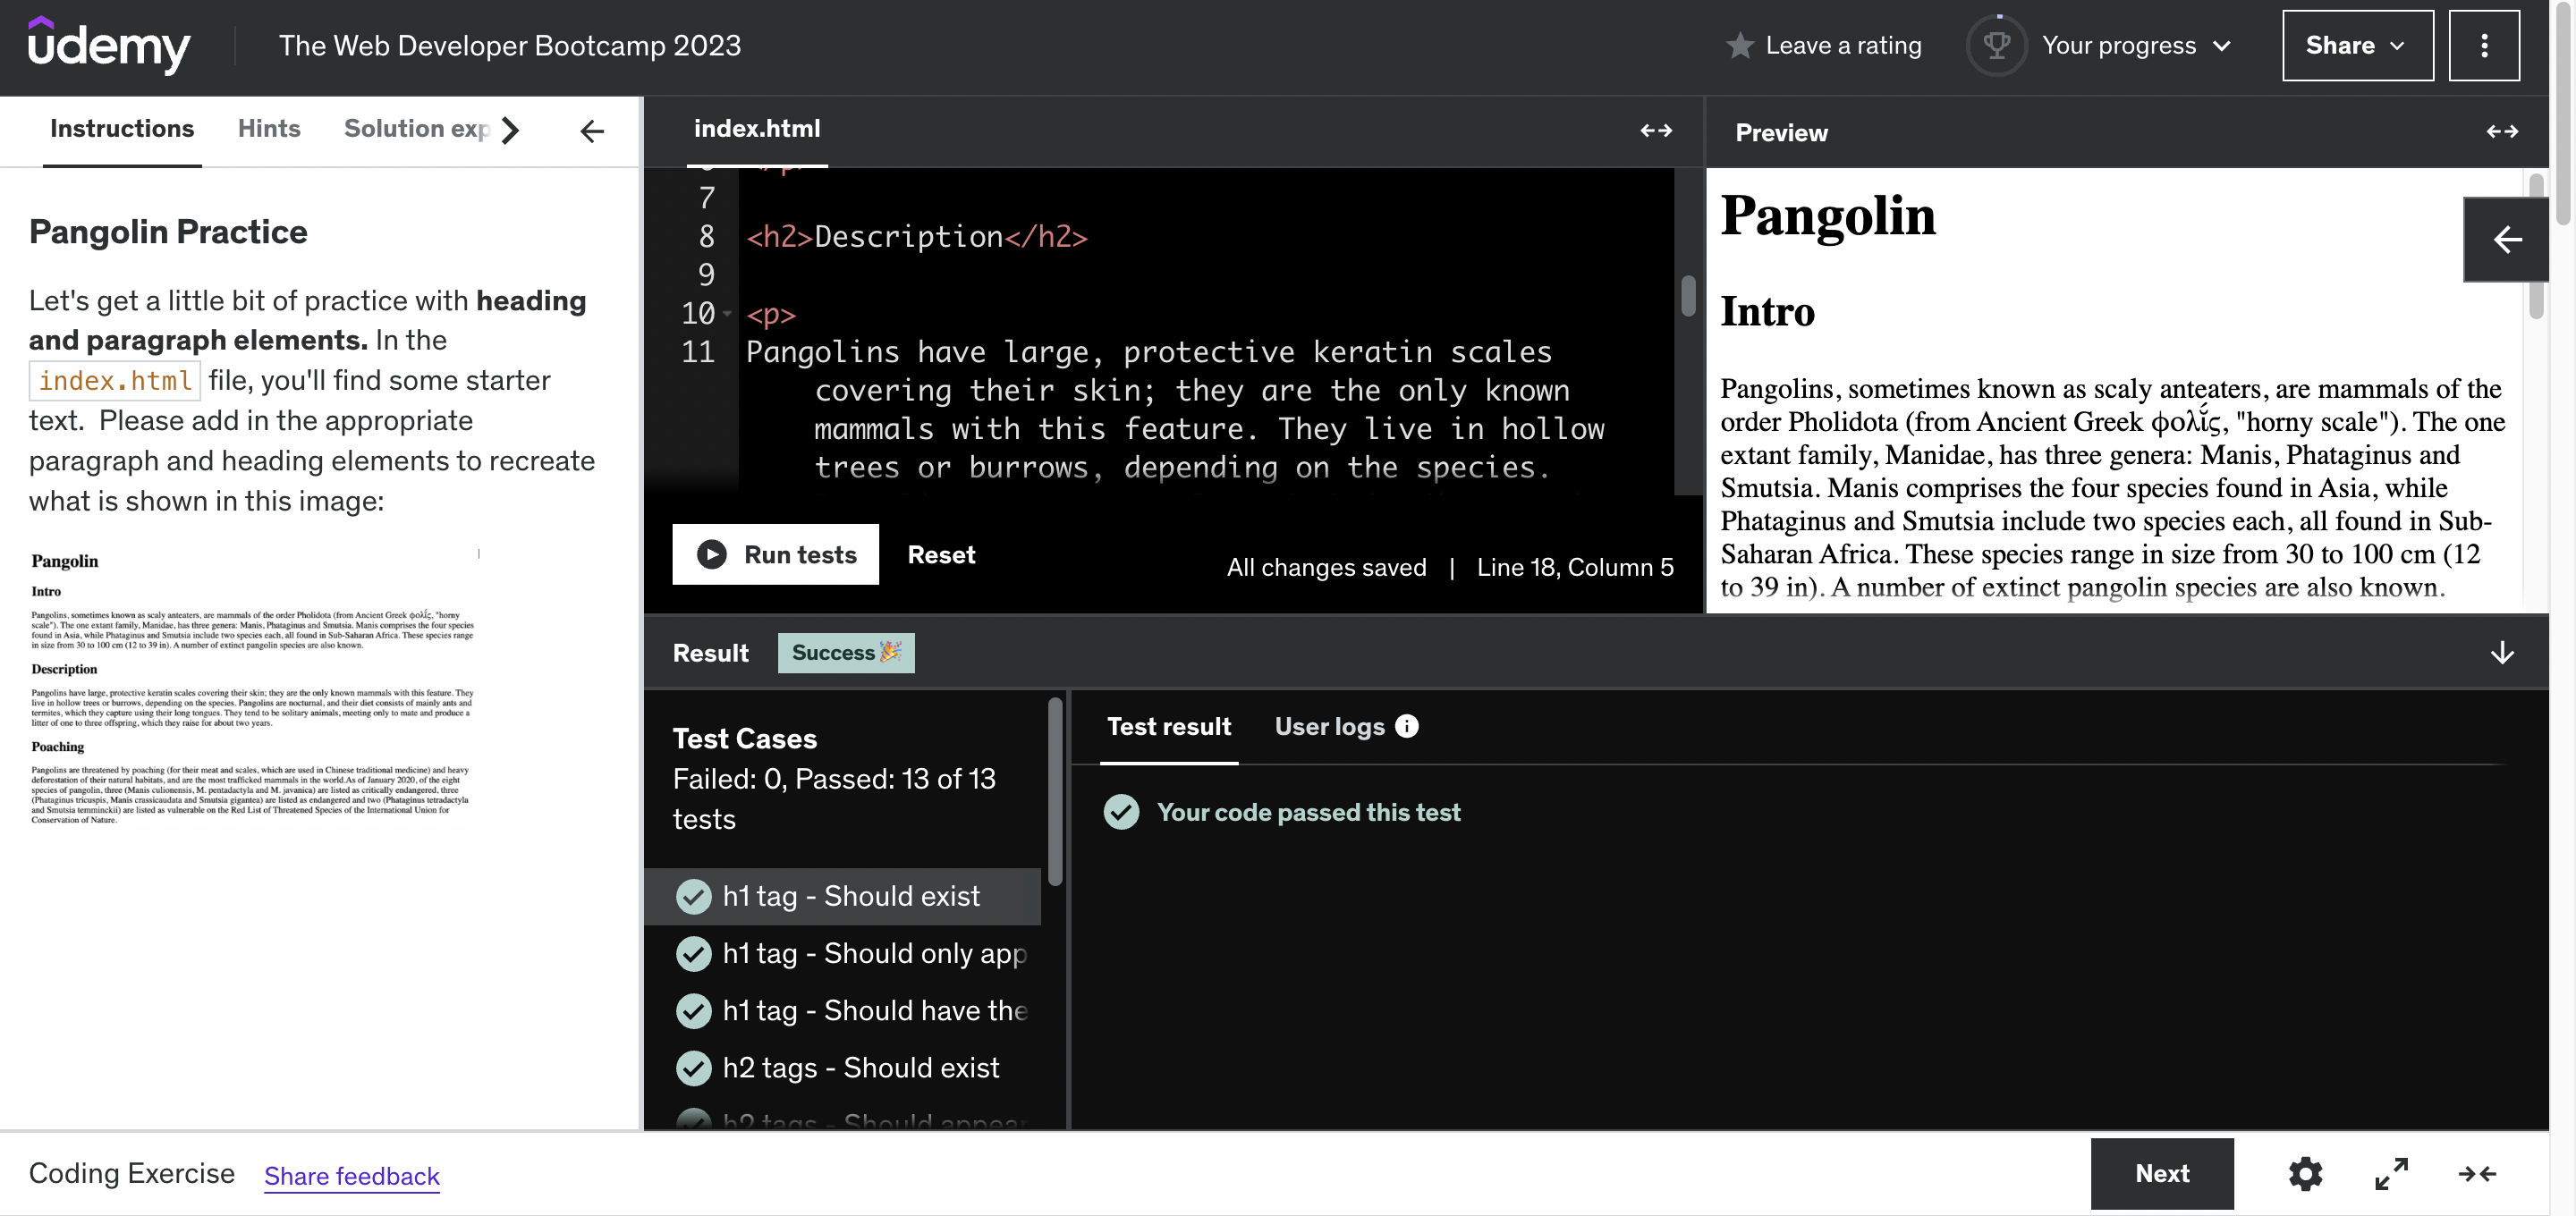 udemy
The Web Developer Bootcamp 2023
Leave a rating
Your progress
Share
Instructions
Hints
Solution exp
Pangolin Practice
Let's get a little bit of practice with heading
and paragraph elements. In the
index.html file, you'll find some starter
text.  Please add in the appropriate
paragraph and heading elements to recreate
what is shown in this image:
Pangolin
Intro
Pangolins, sometimes known as scaly anteaters, are mammals of the order Pholidota (from Ancient Greek φολῐ́ς, "horny
scale"). The one extant family, Manidae, has three genera: Manis, Phataginus and Smutsia. Manis comprises the four species
found in Asia, while Phataginus and Smutsia include two species each, all found in Sub-Saharan Africa. These species range
in size from 30 to 100 cm (12 to 39 in). A number of extinct pangolin species are also known.
Description
Pangolins have large, protective keratin scales covering their skin; they are the only known mammals with this feature. They
live in hollow trees or burrows, depending on the species. Pangolins are nocturnal, and their diet consists of mainly ants and
termites, which they capture using their long tongues. They tend to be solitary animals, meeting only to mate and produce a
litter of one to three offspring, which they raise for about two years.
Poaching
Pangolins are threatened by poaching (for their meat and scales, which are used in Chinese traditional medicine) and heavy
deforestation of their natural habitats, and are the most trafficked mammals in the world.As of January 2020, of the eight
species of pangolin, three (Manis culionensis, M. pentadactyla and M. javanica) are listed as critically endangered, three
(Phataginus tricuspis, Manis crassicaudata and Smutsia gigantea) are listed as endangered and two (Phataginus tetradactyla
and Smutsia temminckii) are listed as vulnerable on the Red List of Threatened Species of the International Union for
Conservation of Nature.
index.html
7
8 <h2>Description</h2>
9
10 <p>
11 Pangolins have large, protective keratin scales
covering their skin; they are the only known
mammals with this feature. They live in hollow
trees or burrows, depending on the species.
Run tests
Reset
All changes saved | Line 18, Column 5
Preview
Pangolin
Intro
Pangolins, sometimes known as scaly anteaters, are mammals of the
order Pholidota (from Ancient Greek φολῐ́ς, "horny scale"). The one
extant family, Manidae, has three genera: Manis, Phataginus and
Smutsia. Manis comprises the four species found in Asia, while
Phataginus and Smutsia include two species each, all found in Sub-
Saharan Africa. These species range in size from 30 to 100 cm (12
to 39 in). A number of extinct pangolin species are also known.
Result
Success🎉
Test Cases
Failed: 0, Passed: 13 of 13
tests
h1 tag - Should exist
h1 tag - Should only app
h1 tag - Should have the
h2 tags - Should exist
h2 tags - Should appear
Test result
User logs
Your code passed this test
Coding Exercise
Share feedback
Next